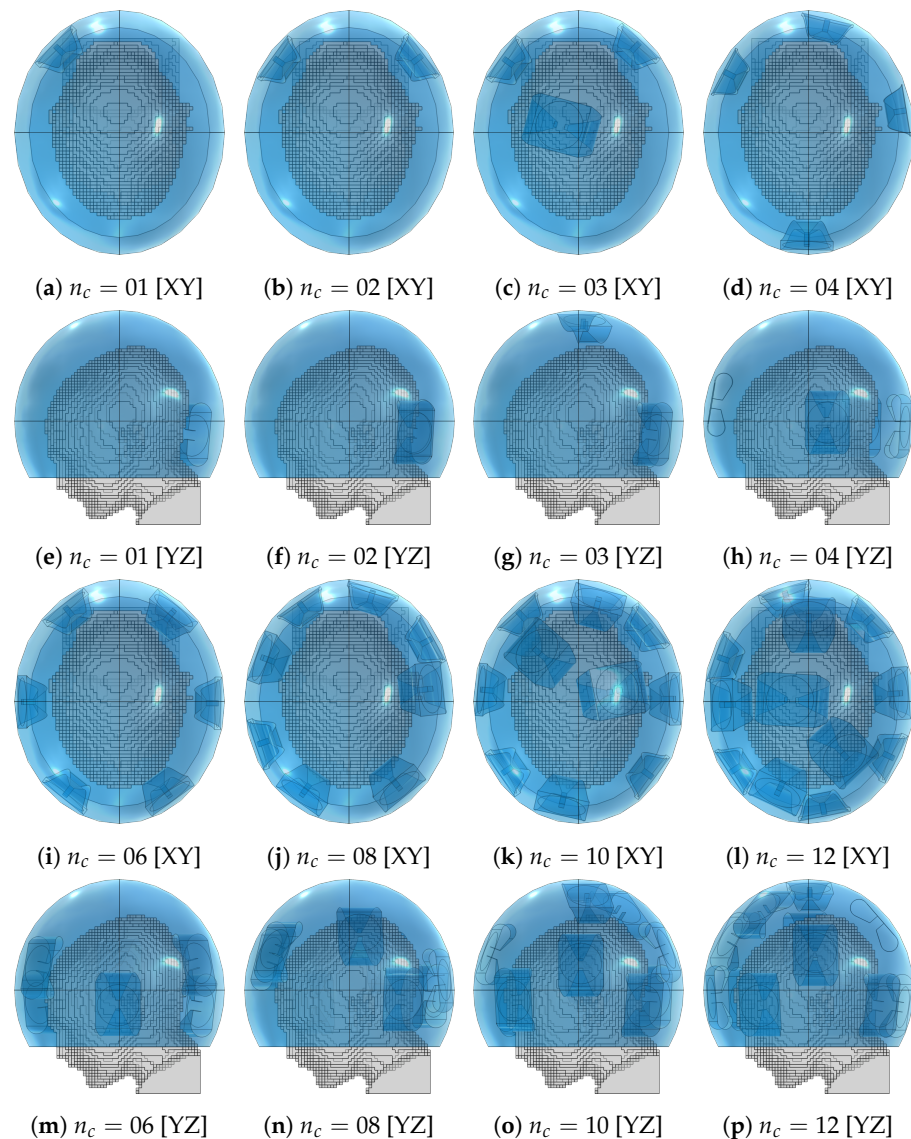 (a) n_c = 01 [XY] (b) n_c = 02 [XY] (c) n_c = 03 [XY] (d) n_c = 04 [XY]
(e) n_c = 01 [YZ] (f) n_c = 02 [YZ] (g) n_c = 03 [YZ] (h) n_c = 04 [YZ]
(i) n_c = 06 [XY] (j) n_c = 08 [XY] (k) n_c = 10 [XY] (l) n_c = 12 [XY]
(m) n_c = 06 [YZ] (n) n_c = 08 [YZ] (o) n_c = 10 [YZ] (p) n_c = 12 [YZ]